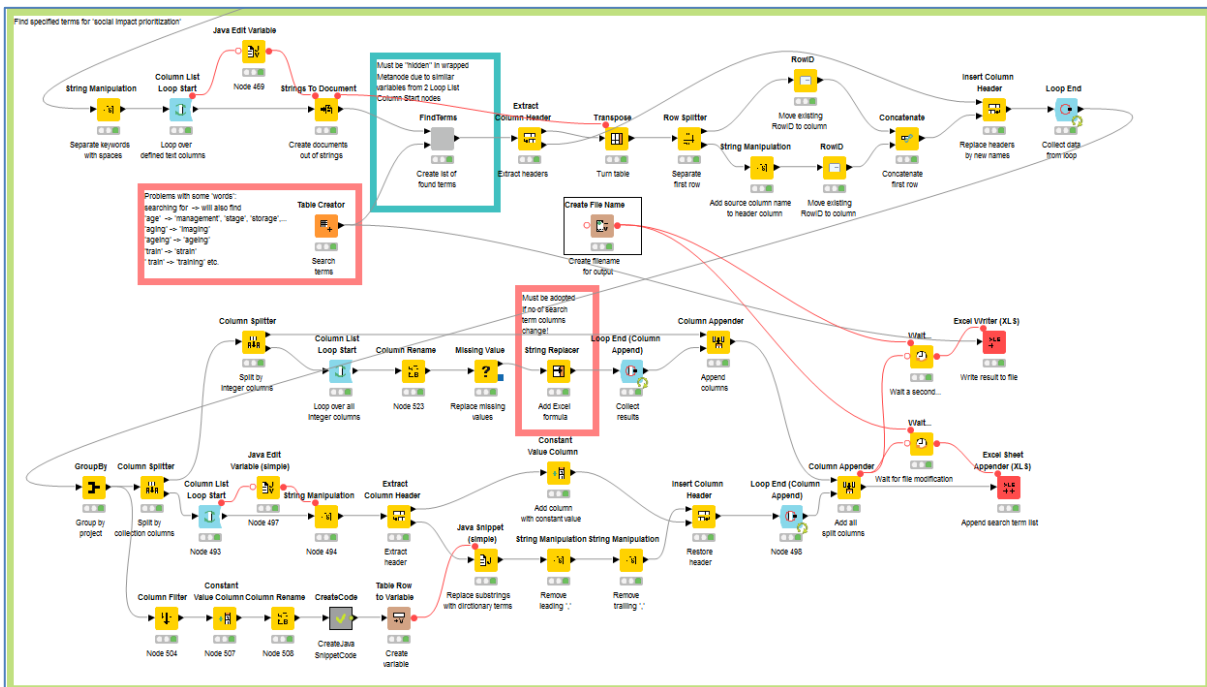 Find specified terms for 'social impact prioritization'
Java Edit Variable
Node 469
String Manipulation
Separate keywords
with spaces
Column List
Loop Start
Loop over
defined text columns
Strings To Document
Create documents
out of strings
Must be "hidden" in wrapped
Metanode due to similar
variables from 2 Loop List
Column Start nodes
FindTerms
Create list of
found terms
Extract
Column Header
Extract headers
Transpose
Turn table
Row Splitter
Separate
first row
RowID
Move existing
RowID to column
String Manipulation
Add source column name
to header column
RowID
Move existing
RowID to column
Concatenate
Concatenate
first row
Insert Column
Header
Replace headers
by new names
Loop End
Collect data
from loop
Problems with some 'words':
searching for -> will also find
'age' -> 'management', 'stage', 'storage',...
'aging' -> 'imaging'
'ageing' -> 'ageing'
'train' -> 'strain'
' train' -> 'training' etc.
Table Creator
Search
terms
Create File Name
Create filename
for output
Must be adopted
if no of search
term columns
change!
Column Splitter
Split by
Integer columns
Column List
Loop Start
Loop over all
Integer columns
Column Rename
Node 523
Missing Value
Replace missing
values
String Replacer
Add Excel
formula
Loop End (Column
Append)
Collect
results
Column Appender
Append
columns
Wait...
Wait a second...
Excel Writer (XLS)
Write result to file
Wait...
Wait for file modification
Excel Sheet
Appender (XLS)
Append search term list
GroupBy
Group by
project
Column Splitter
Split by
collection columns
Column List
Loop Start
Node 493
Java Edit
Variable (simple)
Node 497
String Manipulation
Node 494
Extract
Column Header
Extract
header
Constant
Value Column
Add column
with constant value
Java Snippet
(simple)
Replace substrings
with dirctionary terms
String Manipulation
Remove
leading ','
String Manipulation
Remove
trailing ','
Insert Column
Header
Restore
header
Loop End (Column
Append)
Node 498
Column Appender
Add all
split columns
Column Filter
Node 504
Constant
Value Column
Node 507
Column Rename
Node 508
CreateCode
CreateJava
SnippetCode
Table Row
to Variable
Create
variable